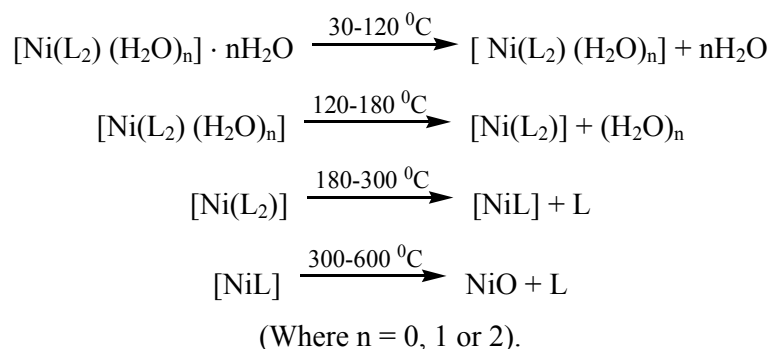 [Ni(L₂) (H₂O)ₙ] · nH₂O 30-120 ⁰C [ Ni(L₂) (H₂O)ₙ] + nH₂O
[Ni(L₂) (H₂O)ₙ] 120-180 ⁰C [Ni(L₂)] + (H₂O)ₙ
[Ni(L₂)] 180-300 ⁰C [NiL] + L
[NiL] 300-600 ⁰C NiO + L
(Where n = 0, 1 or 2).